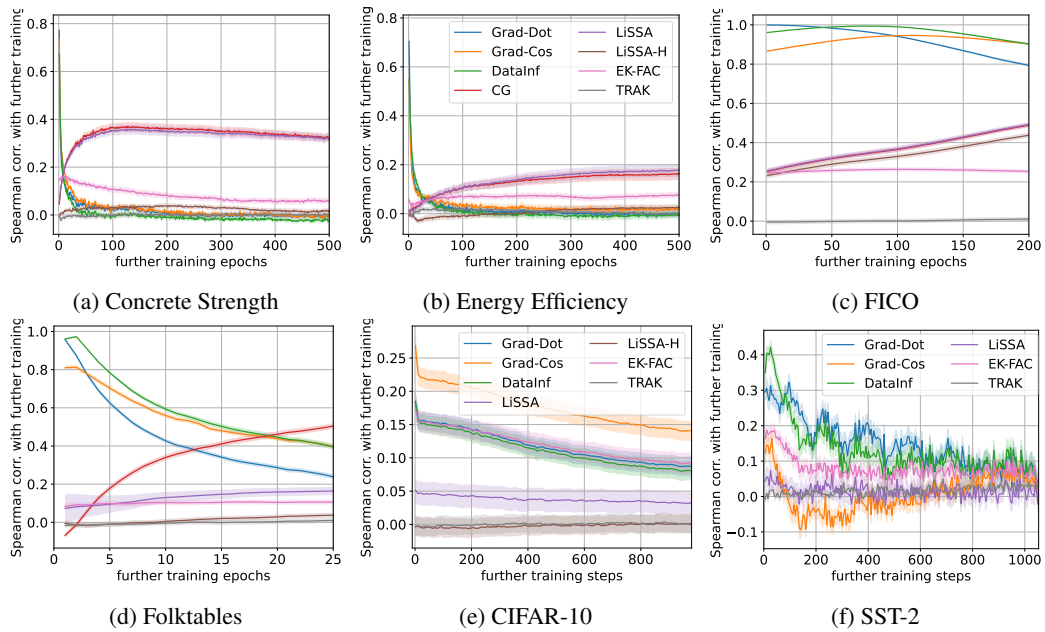 Spearman corr. with further training
0.8
0.6
0.4
0.2
0.0
0 100 200 300 400 500
further training epochs
(a) Concrete Strength
Spearman corr. with further training
0.8
0.6
0.4
0.2
0.0
Grad-Dot
Grad-Cos
DataInf
CG
LiSSA
LiSSA-H
EK-FAC
TRAK
0 100 200 300 400 500
further training epochs
(b) Energy Efficiency
Spearman corr. with further training
1.0
0.8
0.6
0.4
0.2
0.0
0 50 100 150 200
further training epochs
(c) FICO
Spearman corr. with further training
1.0
0.8
0.6
0.4
0.2
0.0
0 5 10 15 20 25
further training epochs
(d) Folktables
Spearman corr. with further training
0.25
0.20
0.15
0.10
0.05
0.00
Grad-Dot
Grad-Cos
DataInf
LiSSA
LiSSA-H
EK-FAC
TRAK
0 200 400 600 800
further training steps
(e) CIFAR-10
Spearman corr. with further training
0.4
0.3
0.2
0.1
0.0
−0.1
Grad-Dot
Grad-Cos
DataInf
LiSSA
EK-FAC
TRAK
0 200 400 600 800 1000
further training steps
(f) SST-2